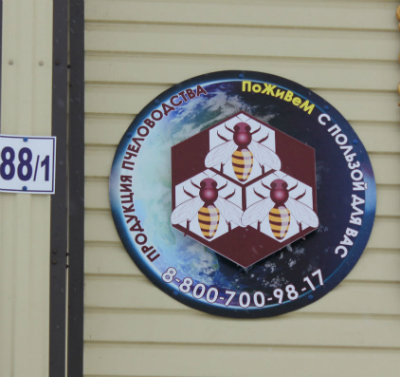 88/1
ПРОДУКЦИЯ ПЧЕЛОВОДСТВА
ПоЖиВеМ С ПОЛЬЗОЙ ДЛЯ ВАС
8-800-700-98-17